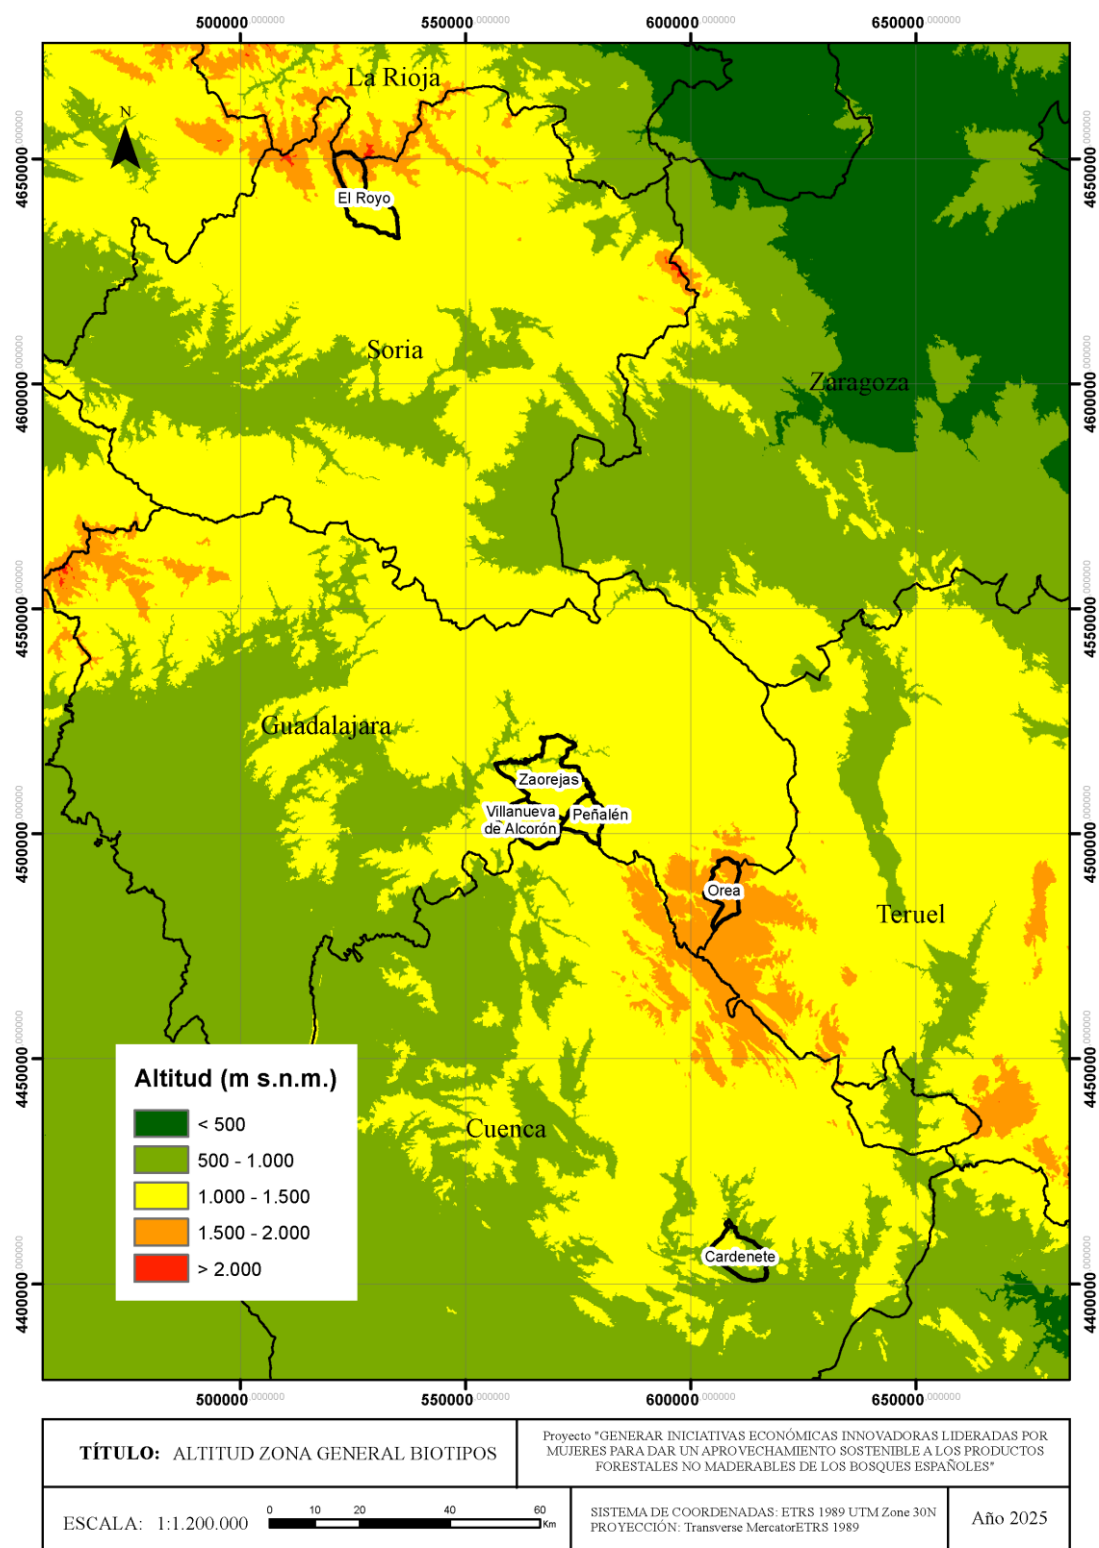 500000.000000 550000.000000 600000.000000 650000.000000
La Rioja
N
4650000.000000 4650000.000000
El Royo
Soria
Zaragoza
4600000.000000 4600000.000000
4550000.000000 4550000.000000
Guadalajara
Zaorejas
Villanueva
de Alcorón
Peñalén
4500000.000000 4500000.000000
Orea
Teruel
4450000.000000 4450000.000000
Altitud (m s.n.m.)
< 500
500 - 1.000
1.000 - 1.500
1.500 - 2.000
> 2.000
Cuenca
Cardenete
4400000.000000 4400000.000000
500000.000000 550000.000000 600000.000000 650000.000000
TÍTULO: ALTITUD ZONA GENERAL BIOTIPOS
Proyecto "GENERAR INICIATIVAS ECONÓMICAS INNOVADORAS LIDERADAS POR
MUJERES PARA DAR UN APROVECHAMIENTO SOSTENIBLE A LOS PRODUCTOS
FORESTALES NO MADERABLES DE LOS BOSQUES ESPAÑOLES"
ESCALA: 1:1.200.000
0 10 20 40 60
Km
SISTEMA DE COORDENADAS: ETRS 1989 UTM Zone 30N
PROYECCIÓN: Transverse MercatorETRS 1989
Año 2025